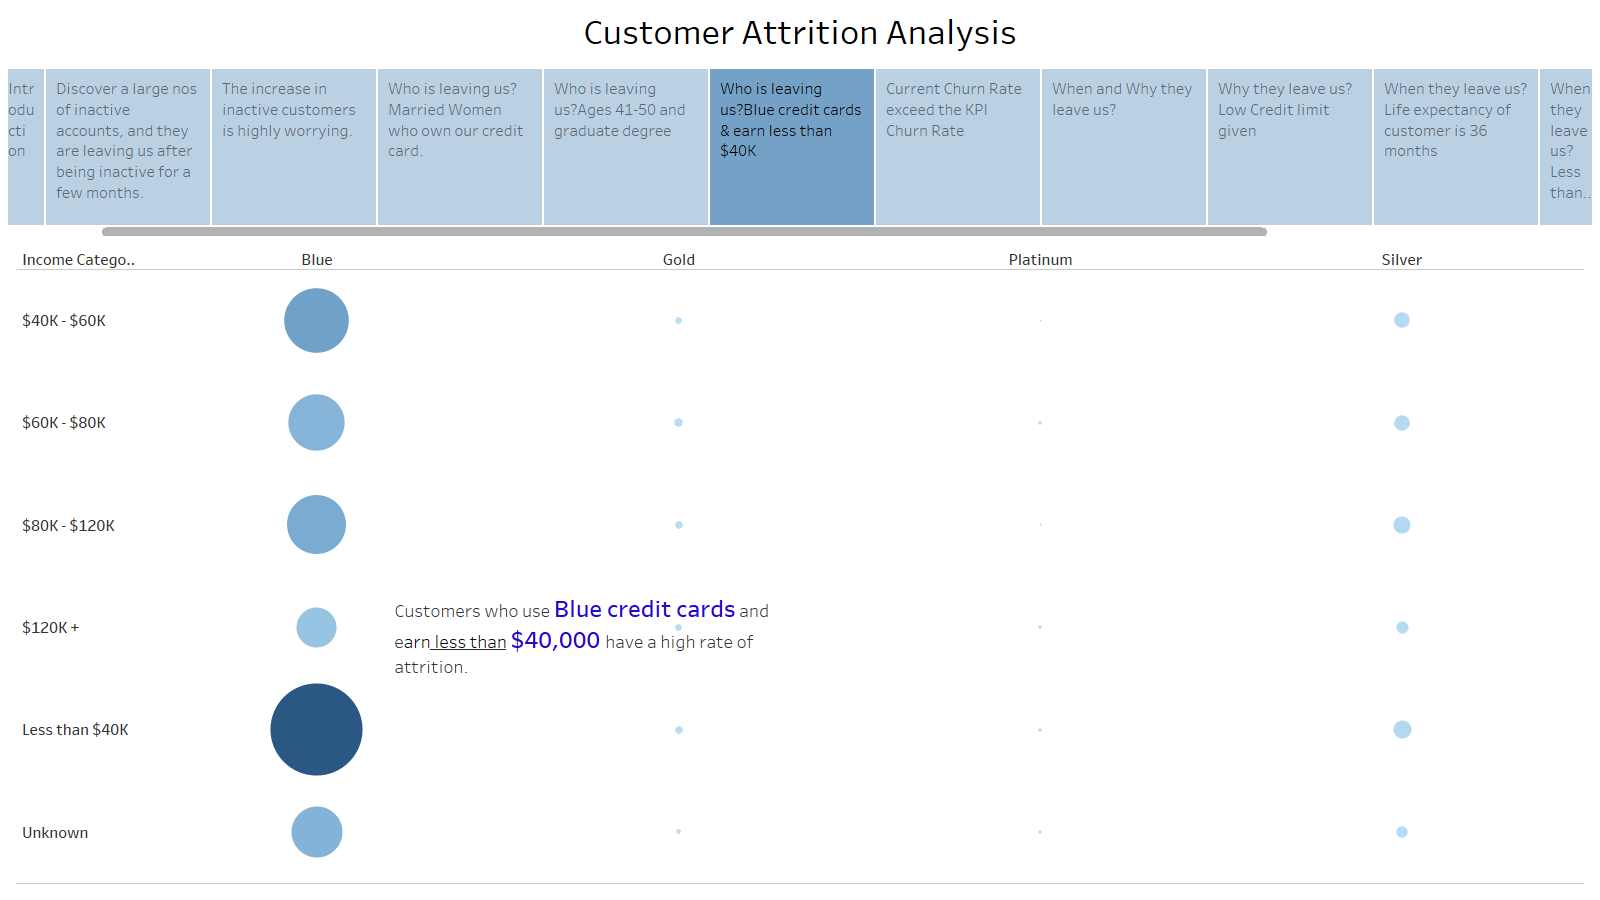 Customer Attrition Analysis
Intr
odu
cti
on
Discover a large nos
of inactive
accounts, and they
are leaving us after
being inactive for a
few months.
The increase in
inactive customers
is highly worrying.
Who is leaving us?
Married Women
who own our credit
card.
Who is leaving
us?Ages 41-50 and
graduate degree
Who is leaving
us?Blue credit cards
& earn less than
$40K
Current Churn Rate
exceed the KPI
Churn Rate
When and Why they
leave us?
Why they leave us?
Low Credit limit
given
When they leave us?
Life expectancy of
customer is 36
months
When
they
leave
us?
Less
than..
Income Catego.. Blue Gold Platinum Silver
$40K - $60K
$60K - $80K
$80K - $120K
$120K +
Customers who use Blue credit cards and
earn less than $40,000 have a high rate of
attrition.
Less than $40K
Unknown